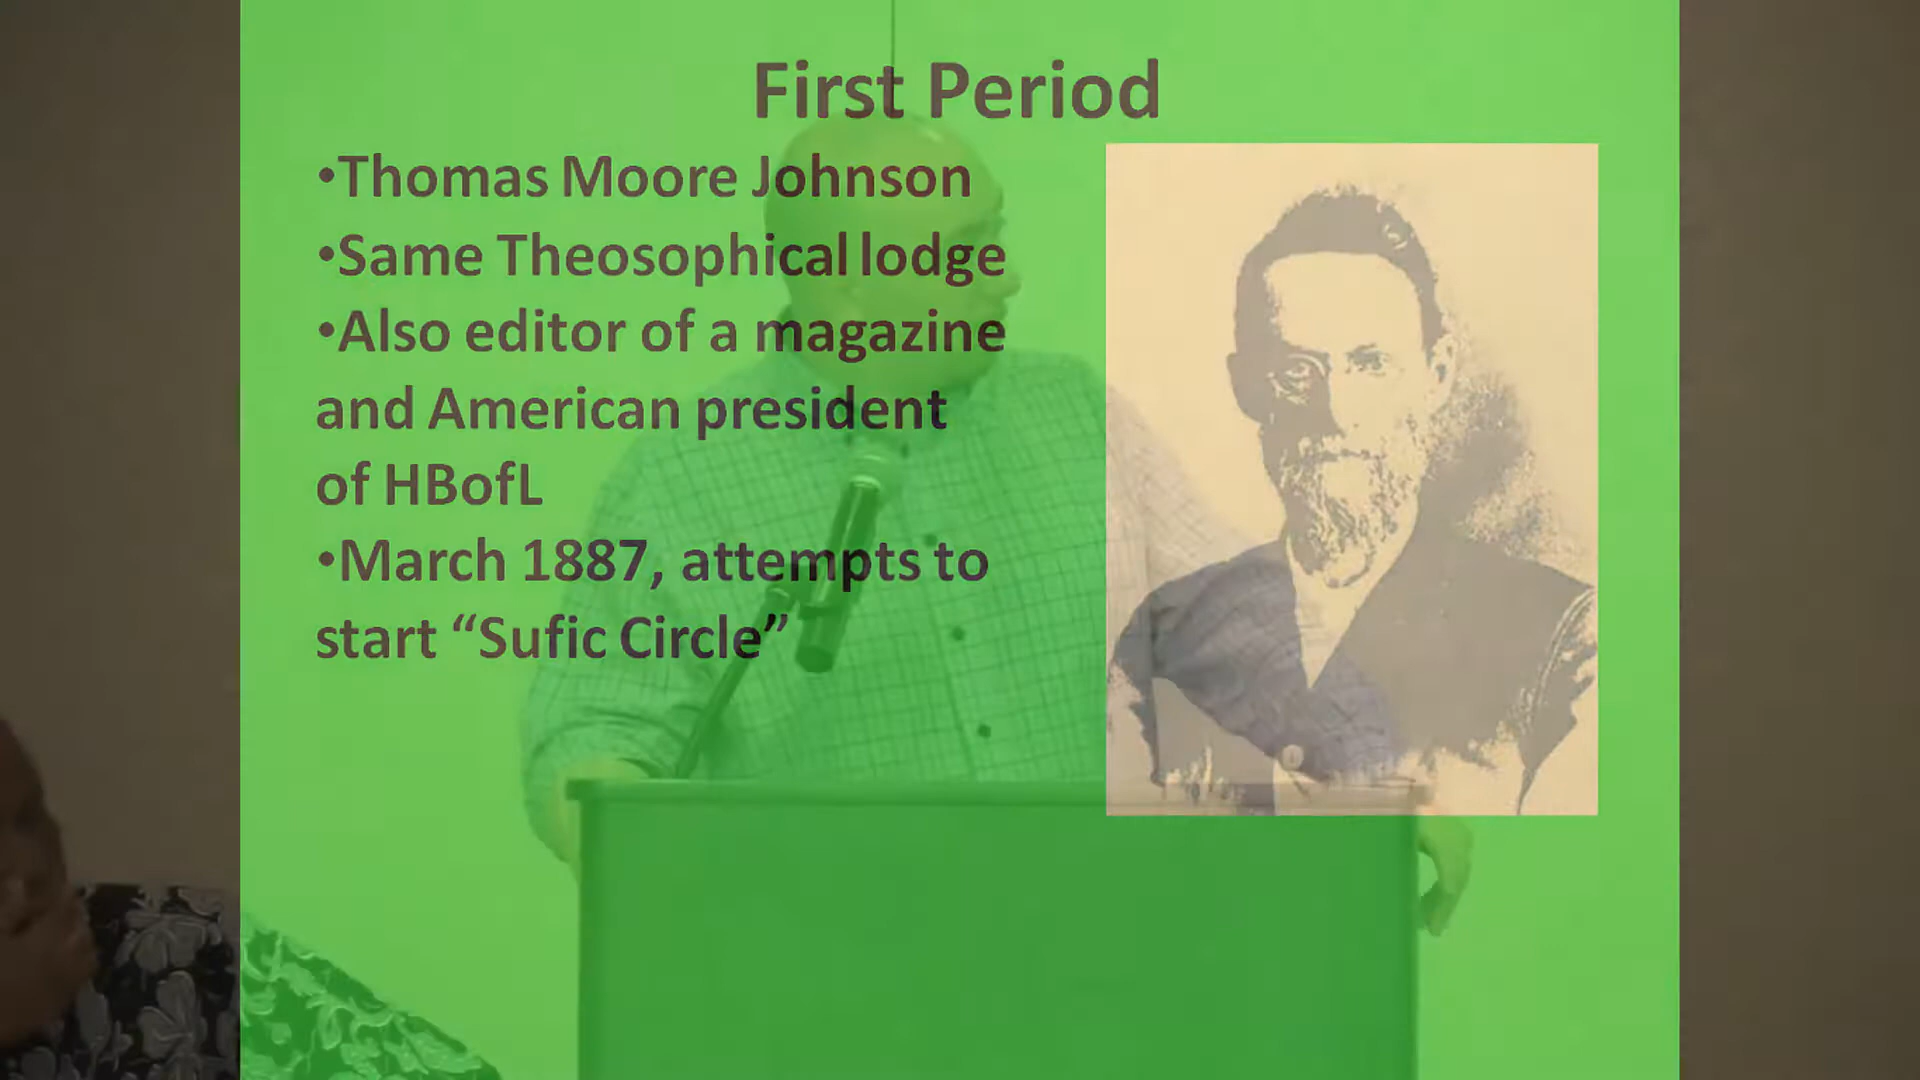 First Period
•Thomas Moore Johnson
•Same Theosophical lodge
•Also editor of a magazine
and American president
of HBofL
•March 1887, attempts to
start “Sufic Circle”